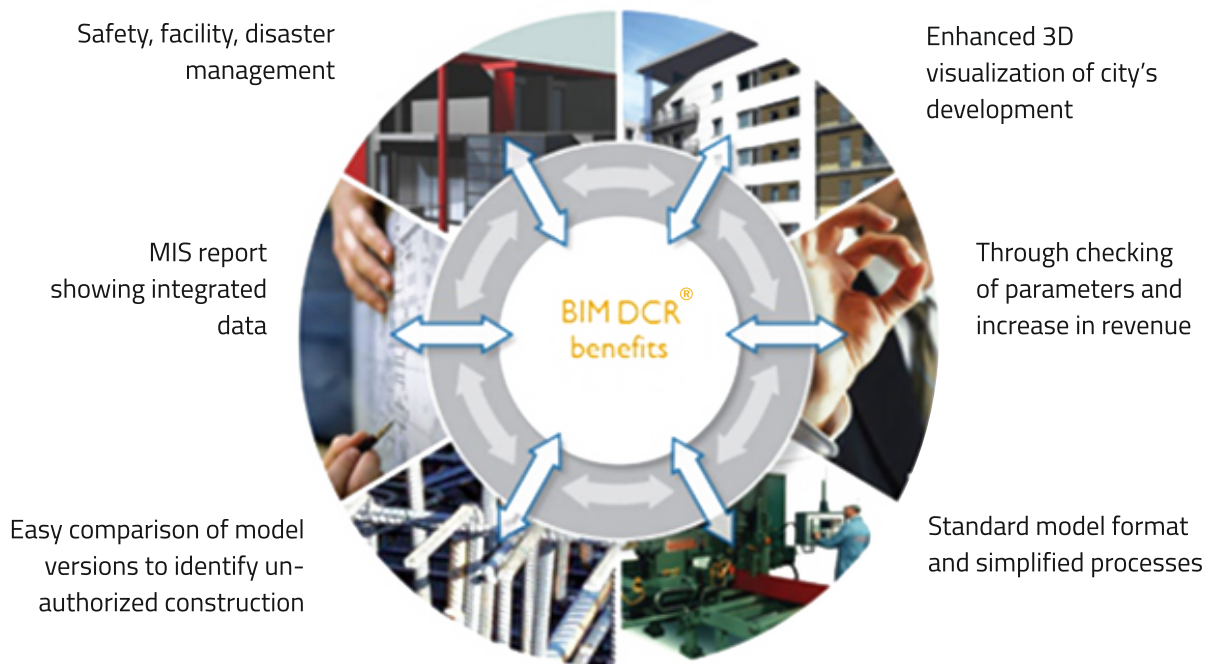 Safety, facility, disaster
management
Enhanced 3D
visualization of city's
development
MIS report
showing integrated
data
BIM DCR®
benefits
Through checking
of parameters and
increase in revenue
Easy comparison of model
versions to identify un-
authorized construction
Standard model format
and simplified processes